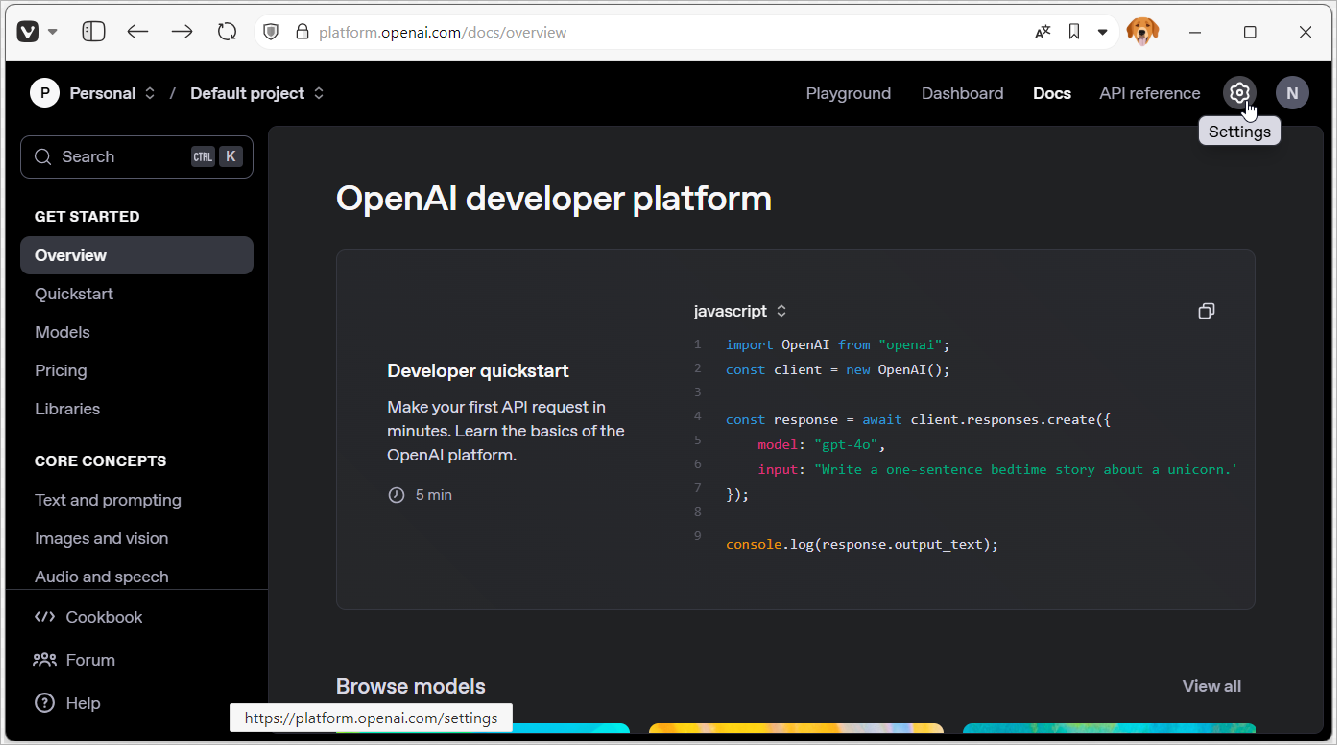 platform.openai.com/docs/overview
P Personal / Default project
Playground Dashboard Docs API reference N
Settings
Search CTRL K
GET STARTED
Overview
Quickstart
Models
Pricing
Libraries
CORE CONCEPTS
Text and prompting
Images and vision
Audio and speech
Cookbook
Forum
Help
OpenAI developer platform
Developer quickstart
Make your first API request in
minutes. Learn the basics of the
OpenAI platform.
5 min
javascript
1 import OpenAI from "openai";
2 const client = new OpenAI();
3
4 const response = await client.responses.create({
5 model: "gpt-4o",
6 input: "Write a one-sentence bedtime story about a unicorn."
7 });
8
9 console.log(response.output_text);
Browse models
View all
https://platform.openai.com/settings